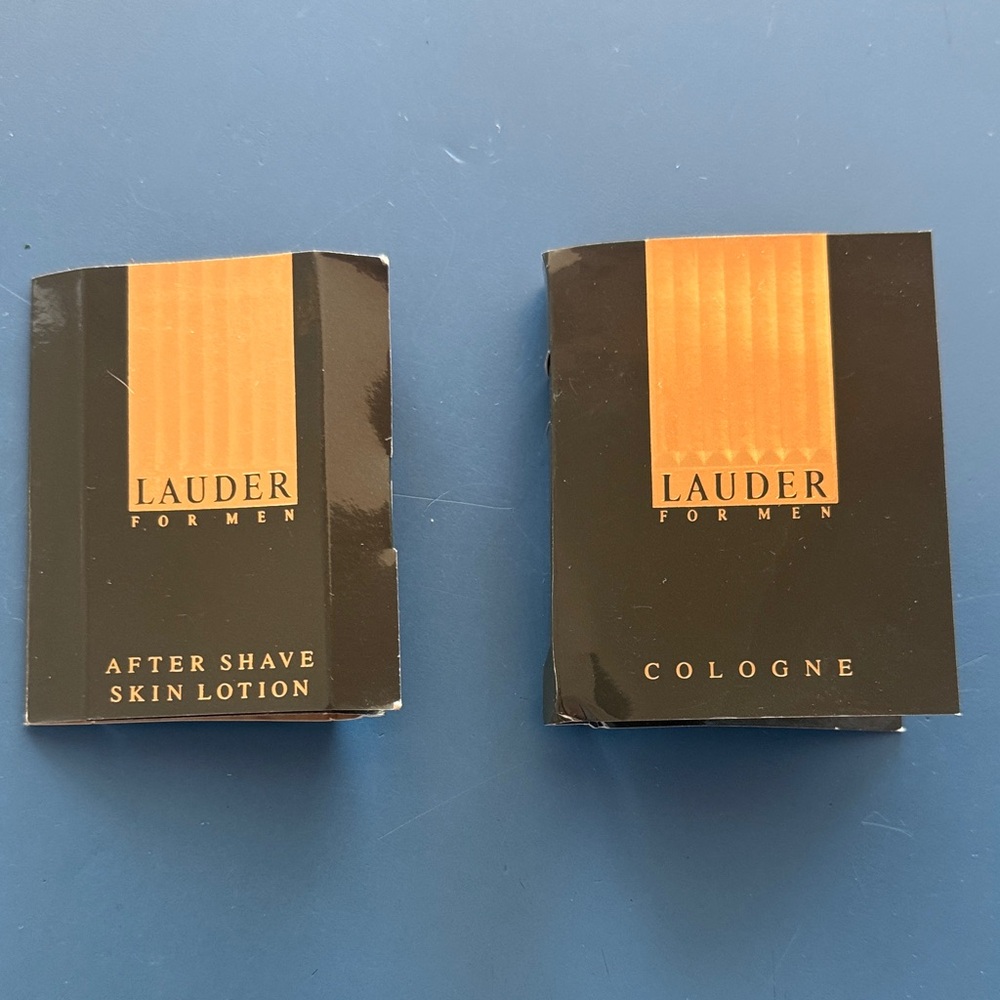 LAUDER
FOR MEN
AFTER SHAVE
SKIN LOTION
LAUDER
FOR MEN
COLOGNE